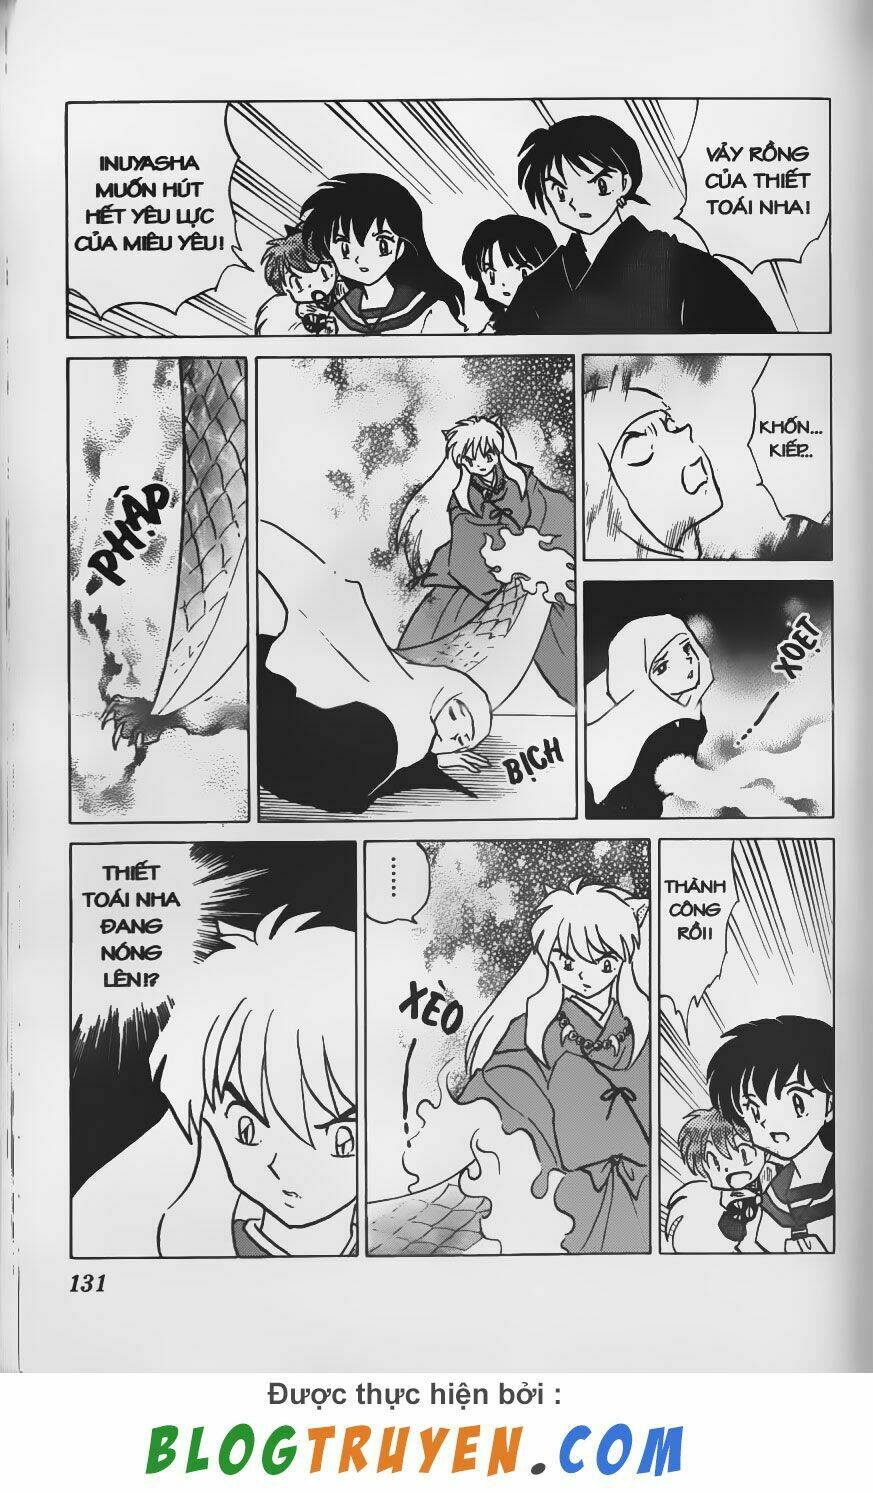 VẢY RỒNG
CỦA THIẾT
TOÁI NHA!
INUYASHA
MUỐN HÚT
HẾT YÊU LỰC
CỦA MIÊU YÊU!
KHỐN...
KIẾP...
XOẸT
BỊCH
PHẬP
THÀNH
CÔNG
RỒI!
......
XÈO
THIẾT
TOÁI NHA
ĐANG
NÓNG
LÊN!?
131
Được thực hiện bởi :
BLOGTRUYEN.COM